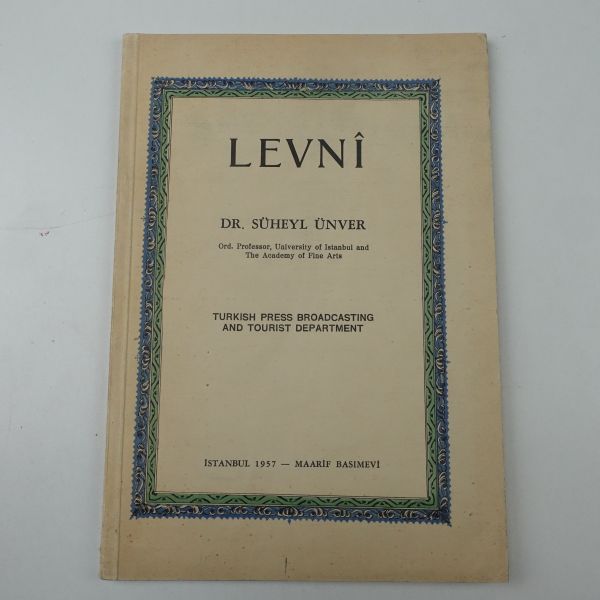 LEVNÎ
DR. SÜHEYL ÜNVER
Ord. Professor, University of Istanbul and
The Academy of Fine Arts
TURKISH PRESS BROADCASTING
AND TOURIST DEPARTMENT
İSTANBUL 1957 — MAARİF BASIMEVİ